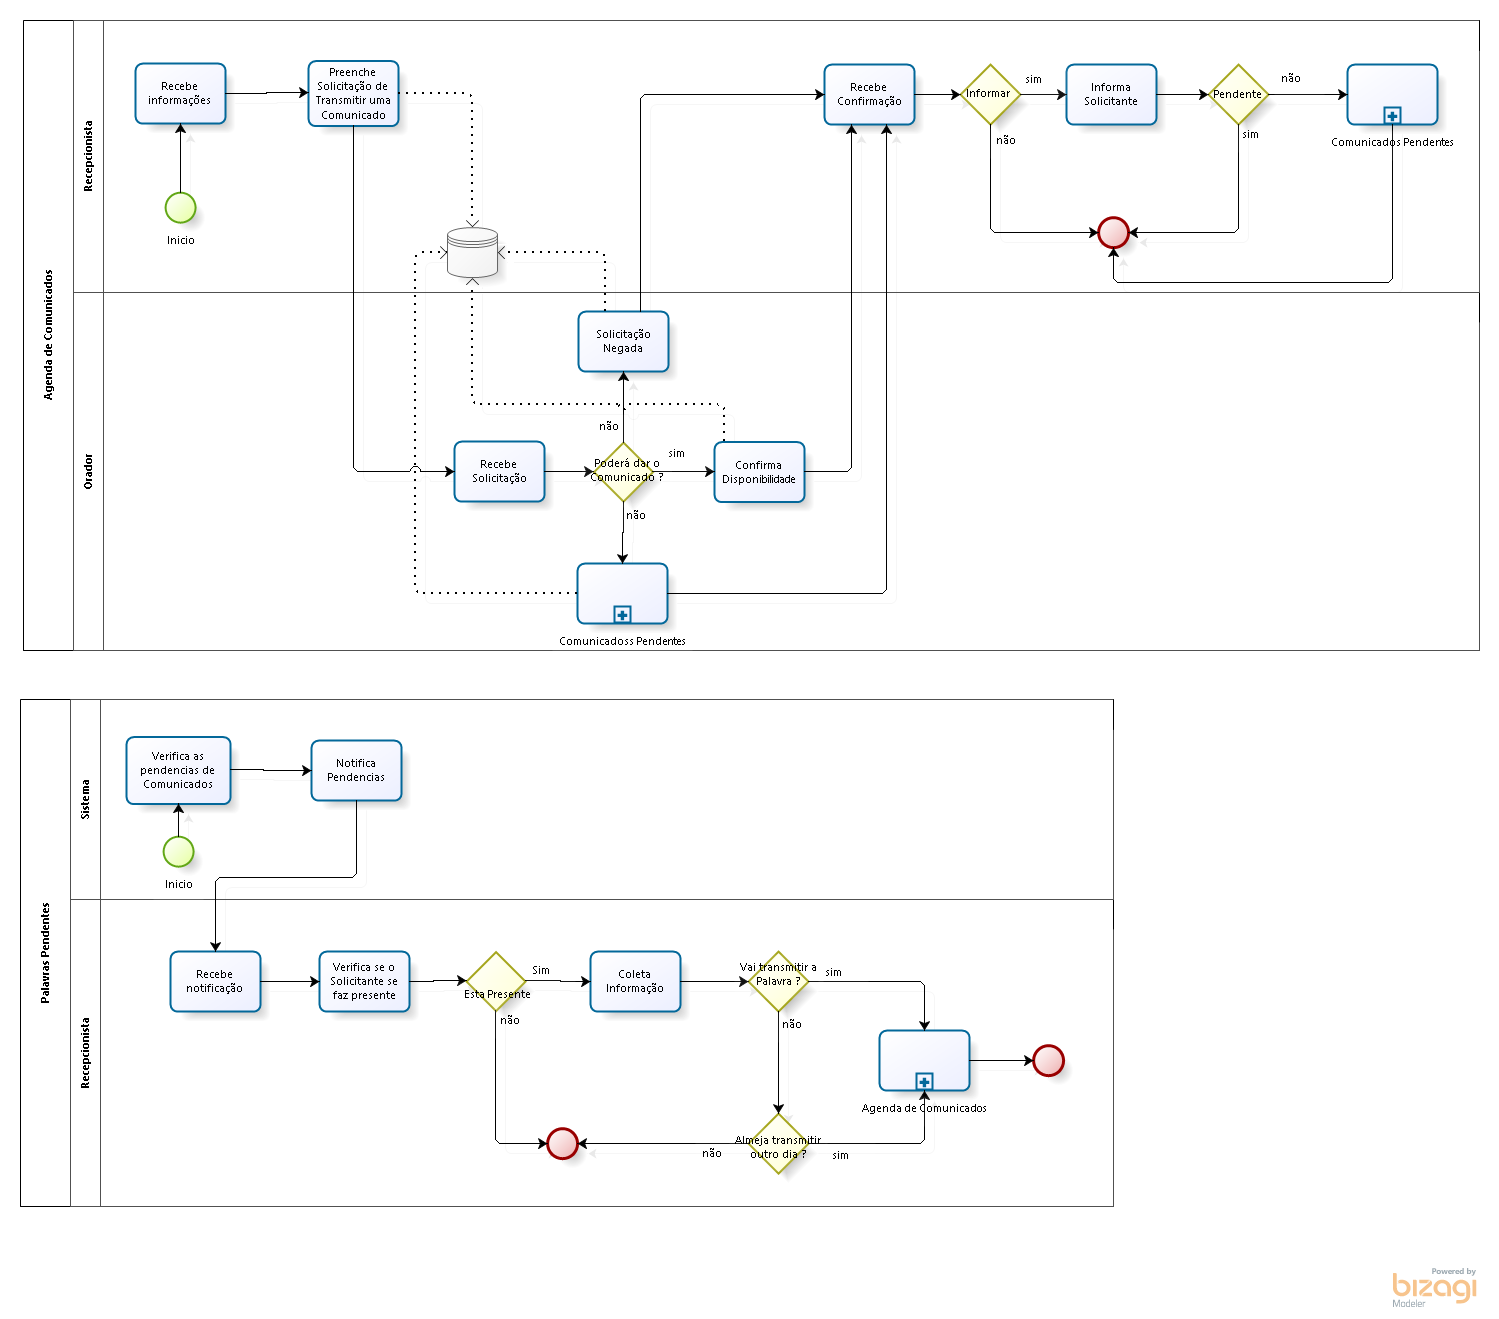 Agenda de Comunicados
Recepcionista
Recebe
informações
Inicio
Preenche
Solicitação de
Transmitir uma
Comunicado
Recebe
Confirmação
Informar
sim
não
Informa
Solicitante
Pendente
não
sim
Comunicados Pendentes
Orador
Solicitação
Negada
não
Recebe
Solicitação
Poderá dar o
Comunicado ?
sim
Confirma
Disponibilidade
não
Comunicadoss Pendentes
Palavras Pendentes
Sistema
Verifica as
pendencias de
Comunicados
Notifica
Pendencias
Inicio
Recepcionista
Recebe
notificação
Verifica se o
Solicitante se
faz presente
Esta Presente
Sim
não
Coleta
Informação
Vai transmitir a
Palavra ?
sim
não
Agenda de Comunicados
Almeja transmitir
outro dia ?
não
sim
Powered by
bizagi
Modeler